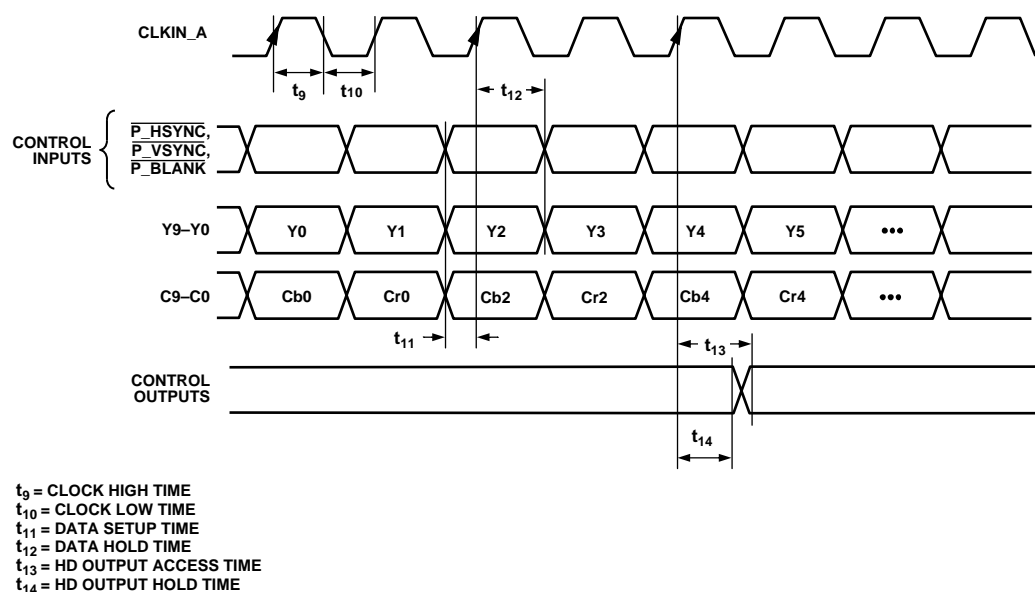 CLKIN_A
t9
t10
t12
CONTROL
INPUTS
P_HSYNC,
P_VSYNC,
P_BLANK
Y9–Y0
Y0
Y1
Y2
Y3
Y4
Y5
•••
C9–C0
Cb0
Cr0
Cb2
Cr2
Cb4
Cr4
•••
t11
t13
CONTROL
OUTPUTS
t14
t9 = CLOCK HIGH TIME
t10 = CLOCK LOW TIME
t11 = DATA SETUP TIME
t12 = DATA HOLD TIME
t13 = HD OUTPUT ACCESS TIME
t14 = HD OUTPUT HOLD TIME